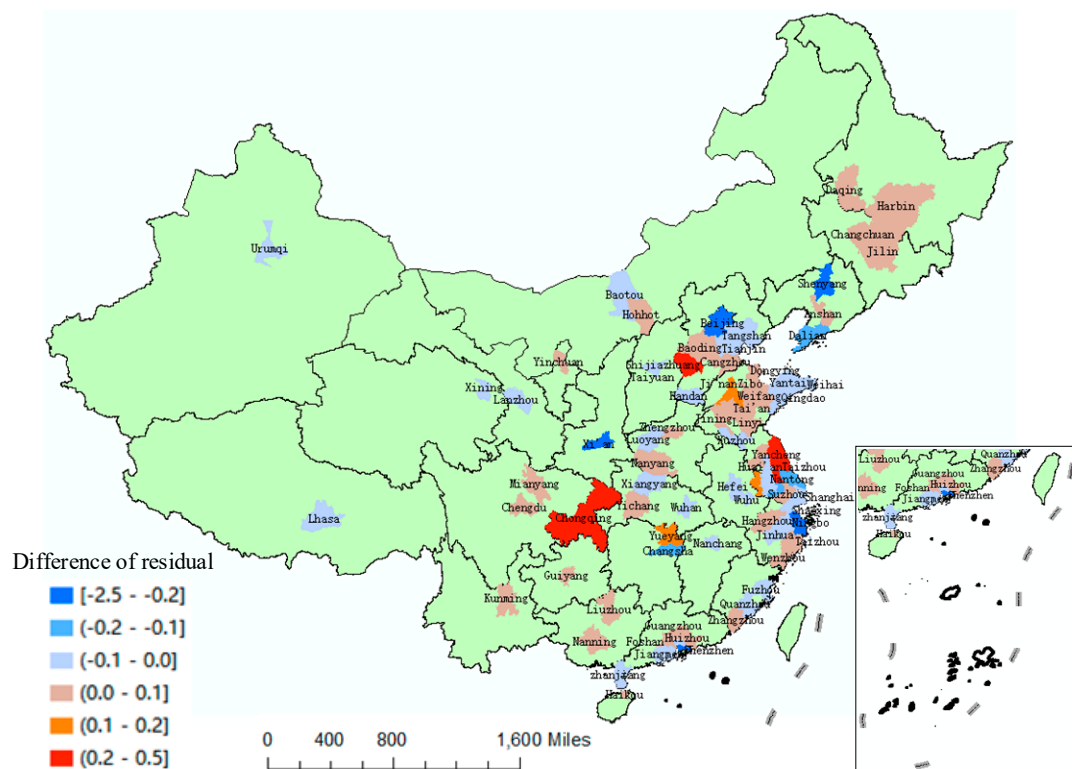 Daqing
Harbin
Changchuan
Jilin
Urumqi
Shenyang
Baotou
Hohhot
Anshan
Beijing
Tangshan
Dalian
Baoding
Tianjin
Yinchuan
Shijiazhuang
Cangzhou
Taiyuan
Dongying
Xining
Lanzhou
Ji'nan
Zibo
Yantai
Weihai
Handan
Weifang
Qingdao
Tai'an
Jining
Linyi
Zhengzhou
Xi'an
Luoyang
Xuzhou
Nanyang
Yancheng
Huai'an
Taizhou
Mianyang
Xiangyang
Nantong
Hefei
Suzhou
Chengdu
Yichang
Wuhan
Wuhu
Shanghai
Lhasa
Chongqing
Shaoxing
Hangzhou
Ningbo
Yueyang
Jinhua
Changsha
Nanchang
Taizhou
Wenzhou
Guiyang
Fuzhou
Kunming
Liuzhou
Quanzhou
Zhangzhou
Guangzhou
Nanning
Foshan
Huizhou
Jiangmen
Shenzhen
zhanjiang
Haikou
Liuzhou
Quanzhou
Zhangzhou
Guangzhou
Nanning
Foshan
Huizhou
Jiangmen
Shenzhen
zhanjiang
Haikou
Difference of residual
[-2.5 - -0.2]
(-0.2 - -0.1]
(-0.1 - 0.0]
(0.0 - 0.1]
(0.1 - 0.2]
(0.2 - 0.5]
0 400 800 1,600 Miles